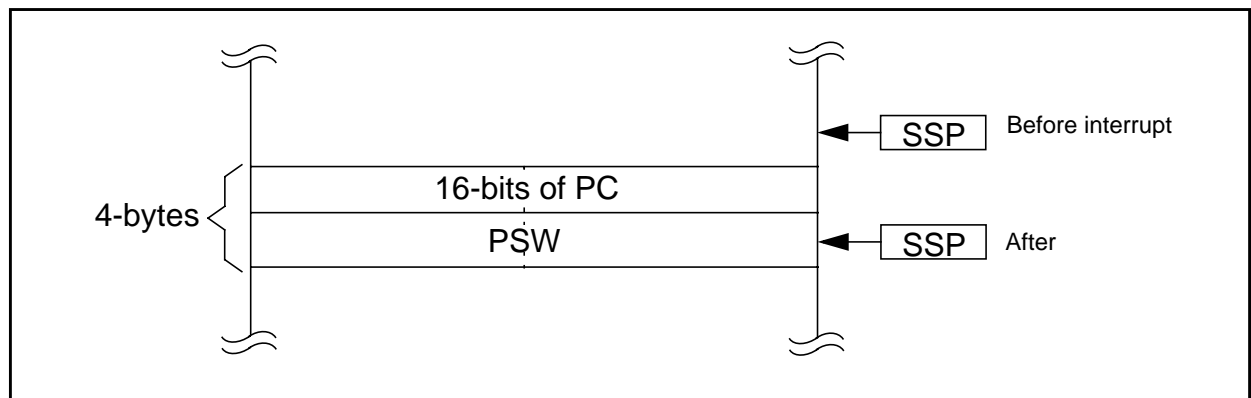 SSP Before interrupt
16-bits of PC
4-bytes
PSW
SSP After